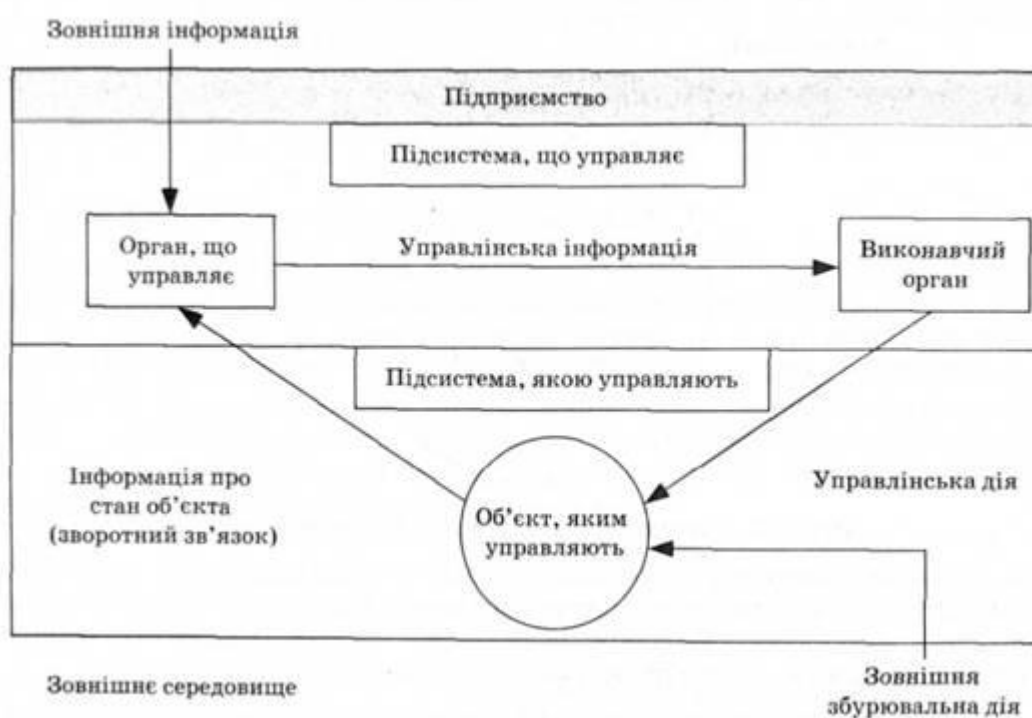 Зовнішня інформація
Підприємство
Підсистема, що управляє
Орган, що
управляє
Управлінська інформація
Виконавчий
орган
Підсистема, якою управляють
Інформація про
стан об’єкта
(зворотний зв’язок)
Об’єкт, яким
управляють
Управлінська дія
Зовнішнє середовище
Зовнішня
збурювальна дія